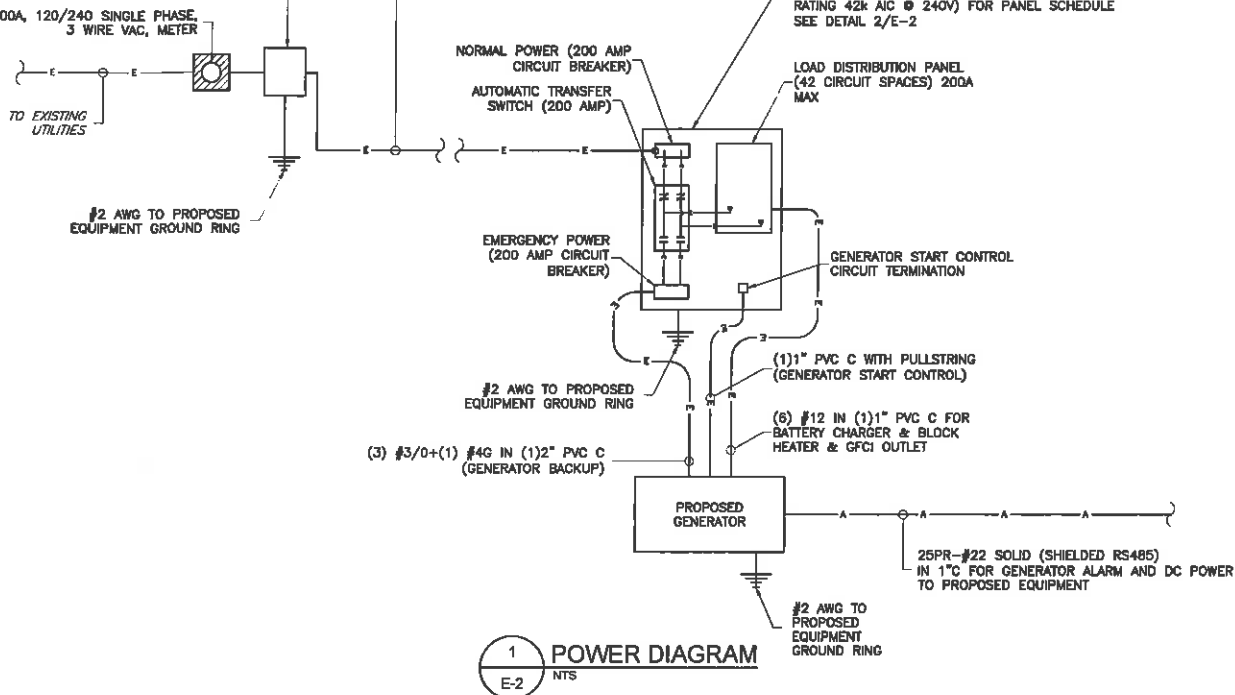 00A, 120/240 SINGLE PHASE,
3 WIRE VAC, METER
E
E
TO EXISTING
UTILITIES
#2 AWG TO PROPOSED
EQUIPMENT GROUND RING
E
E
E
RATING 42k AIC @ 240V) FOR PANEL SCHEDULE
SEE DETAIL 2/E-2
NORMAL POWER (200 AMP
CIRCUIT BREAKER)
AUTOMATIC TRANSFER
SWITCH (200 AMP)
LOAD DISTRIBUTION PANEL
(42 CIRCUIT SPACES) 200A
MAX
EMERGENCY POWER
(200 AMP CIRCUIT
BREAKER)
GENERATOR START CONTROL
CIRCUIT TERMINATION
E
E
E
E
E
E
E
E
E
#2 AWG TO PROPOSED
EQUIPMENT GROUND RING
(1)1" PVC C WITH PULLSTRING
(GENERATOR START CONTROL)
(6) #12 IN (1)1" PVC C FOR
BATTERY CHARGER & BLOCK
HEATER & GFCI OUTLET
(3) #3/0+(1) #4G IN (1)2" PVC C
(GENERATOR BACKUP)
PROPOSED
GENERATOR
A
A
A
A
25PR-#22 SOLID (SHIELDED RS485)
IN 1"C FOR GENERATOR ALARM AND DC POWER
TO PROPOSED EQUIPMENT
#2 AWG TO
PROPOSED
EQUIPMENT
GROUND RING
1
E-2
POWER DIAGRAM
NTS